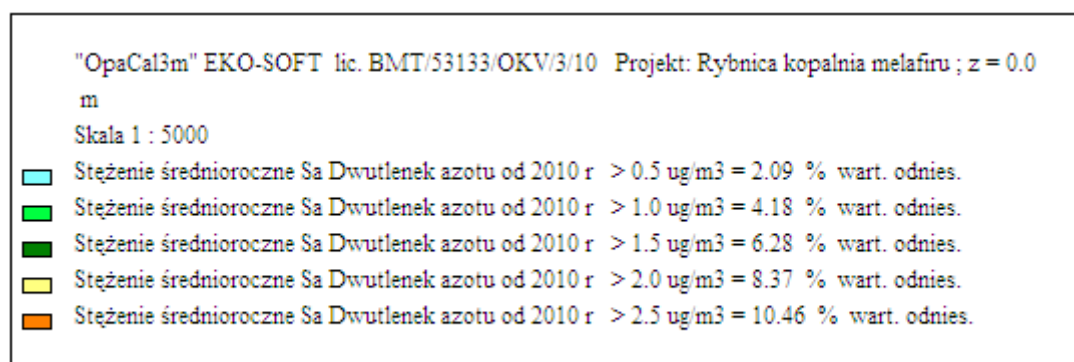 "OpaCal3m" EKO-SOFT lic. BMT/53133/OKV/3/10 Projekt: Rybnica kopalnia melafiru ; z = 0.0
m
Skala 1 : 5000
Stężenie średnioroczne Sa Dwutlenek azotu od 2010 r > 0.5 ug/m3 = 2.09 % wart. odnies.
Stężenie średnioroczne Sa Dwutlenek azotu od 2010 r > 1.0 ug/m3 = 4.18 % wart. odnies.
Stężenie średnioroczne Sa Dwutlenek azotu od 2010 r > 1.5 ug/m3 = 6.28 % wart. odnies.
Stężenie średnioroczne Sa Dwutlenek azotu od 2010 r > 2.0 ug/m3 = 8.37 % wart. odnies.
Stężenie średnioroczne Sa Dwutlenek azotu od 2010 r > 2.5 ug/m3 = 10.46 % wart. odnies.